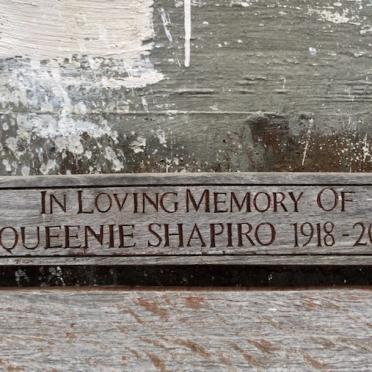 IN LOVING MEMORY OF
QUEENIE SHAPIRO 1918-20